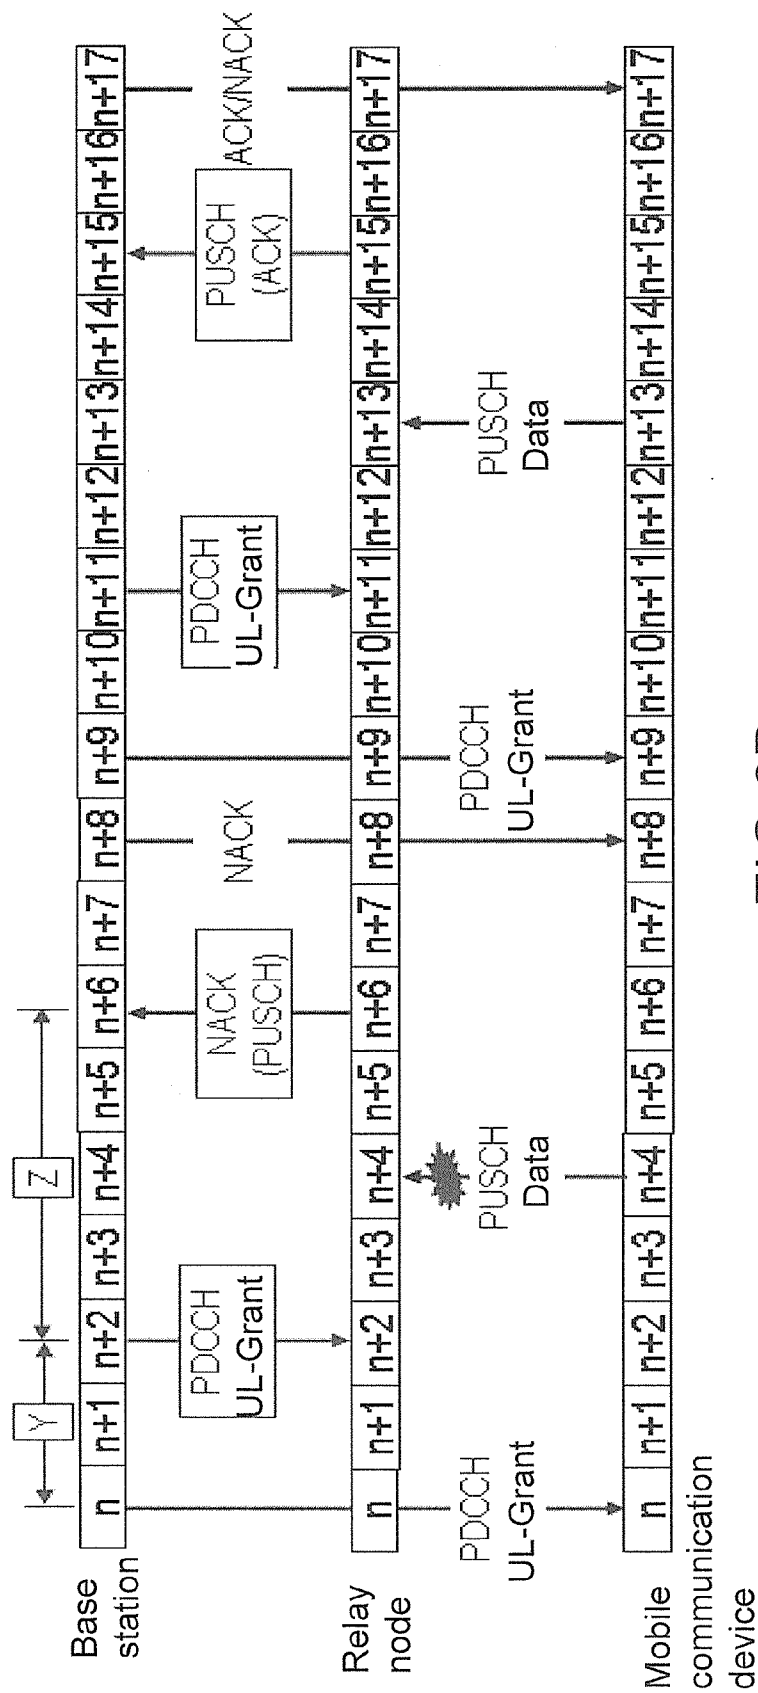 Y
Z
Base
station
n n+1 n+2 n+3 n+4 n+5 n+6 n+7 n+8 n+9 n+10 n+11 n+12 n+13 n+14 n+15 n+16 n+17
PDCCH
UL-Grant
NACK
(PUSCH)
NACK
PDCCH
UL-Grant
PUSCH
(ACK)
ACK/NACK
Relay
node
n n+1 n+2 n+3 n+4 n+5 n+6 n+7 n+8 n+9 n+10 n+11 n+12 n+13 n+14 n+15 n+16 n+17
PDCCH
UL-Grant
PUSCH
Data
PDCCH
UL-Grant
PUSCH
Data
Mobile
communication
device
n n+1 n+2 n+3 n+4 n+5 n+6 n+7 n+8 n+9 n+10 n+11 n+12 n+13 n+14 n+15 n+16 n+17